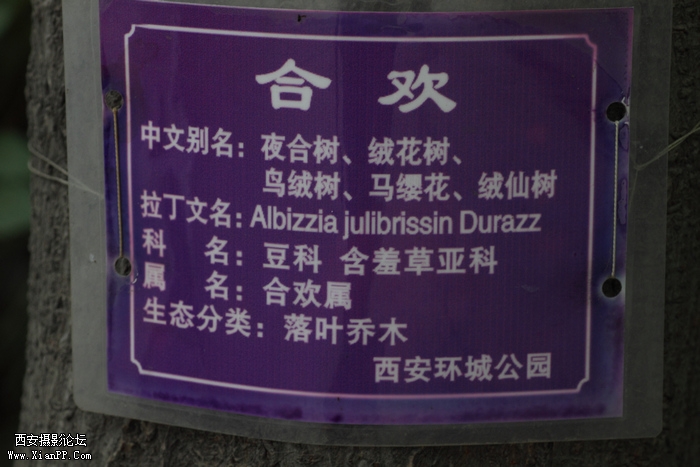 合 欢
中文别名：夜合树、绒花树、
鸟绒树、马缨花、绒仙树
拉丁文名：Albizzia julibrissin Durazz
科 名：豆科 含羞草亚科
属 名：合欢属
生态分类：落叶乔木
西安环城公园
西安摄影论坛
www.XianPP.Com